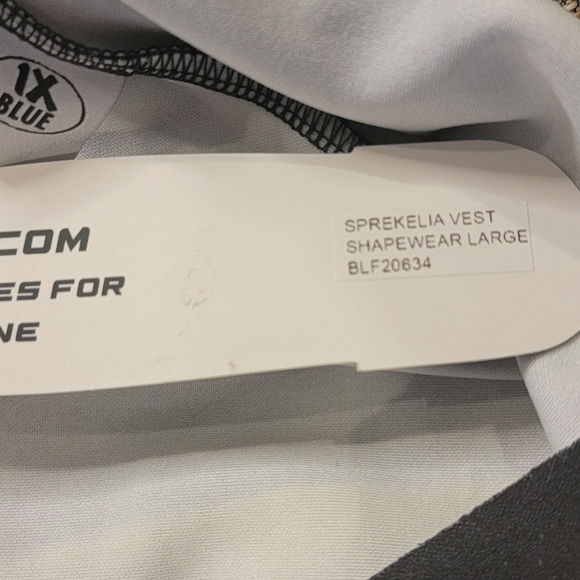 1X
BLUE
SPREKELIA VEST
SHAPEWEAR LARGE
BLF20634
.COM
ES FOR
NE